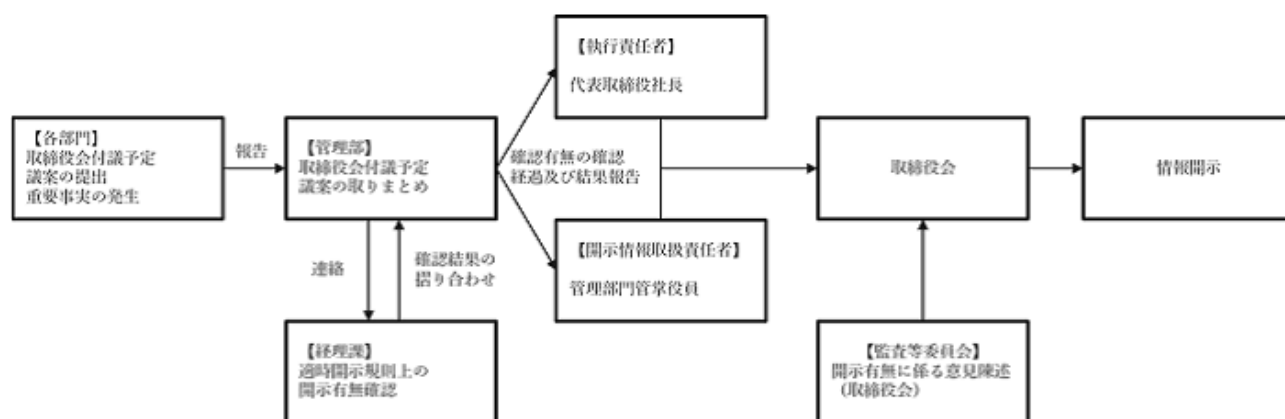 【各部門】
取締役会付議予定
議案の提出
重要事実の発生
報告
【管理部】
取締役会付議予定
議案の取りまとめ
連絡
確認結果の
摺り合わせ
【経理課】
適時開示規則上の
開示有無確認
確認有無の確認
経過及び結果報告
【執行責任者】
代表取締役社長
【開示情報取扱責任者】
管理部門管掌役員
取締役会
【監査等委員会】
開示有無に係る意見陳述
(取締役会)
情報開示